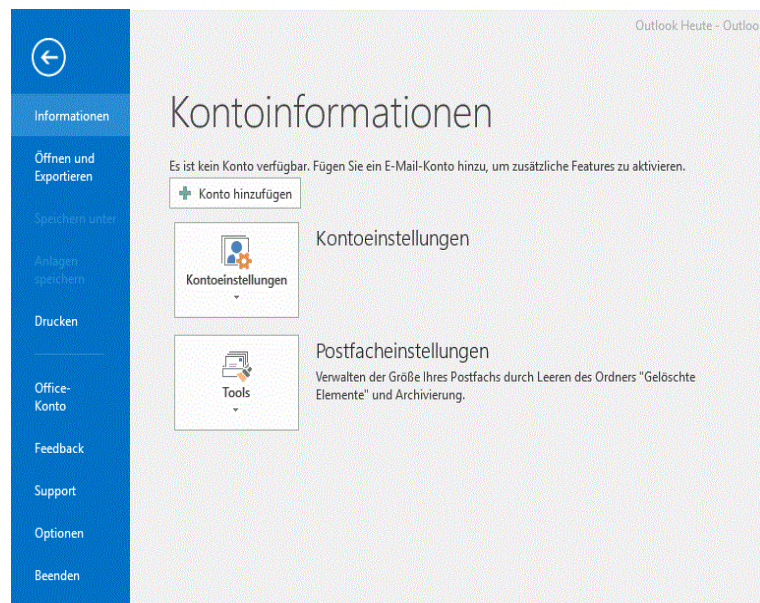 Outlook Heute - Outloo
Informationen
Öffnen und
Exportieren
Speichern unter
Anlagen
speichern
Drucken
Office-
Konto
Feedback
Support
Optionen
Beenden
Kontoinformationen
Es ist kein Konto verfügbar. Fügen Sie ein E-Mail-Konto hinzu, um zusätzliche Features zu aktivieren.
Konto hinzufügen
Kontoeinstellungen
Kontoeinstellungen
Tools
Postfacheinstellungen
Verwalten der Größe Ihres Postfachs durch Leeren des Ordners "Gelöschte
Elemente" und Archivierung.